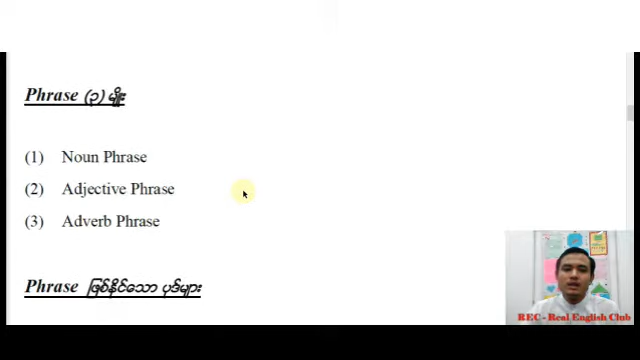 Phrase (၃) မျိုး
(1) Noun Phrase
(2) Adjective Phrase
(3) Adverb Phrase
Phrase ဖြစ်နိုင်သော ပုဒ်များ
REC - Real English Club